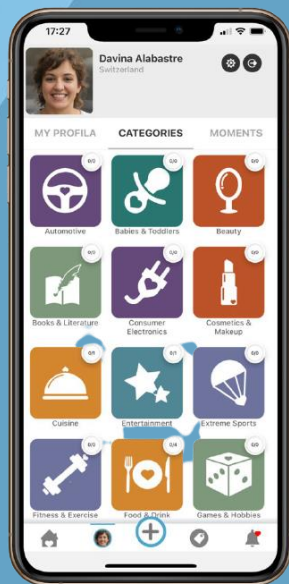 17:27
Davina Alabastre
Switzerland
MY PROFILA CATEGORIES MOMENTS
0/0 0/0 0/0
Automotive Babies & Toddlers Beauty
0/0 0/0 0/0
Books & Literature Consumer Electronics Cosmetics & Makeup
0/1 0/1 0/0
Cuisine Entertainment Extreme Sports
0/0 0/4 0/0
Fitness & Exercise Food & Drink Games & Hobbies